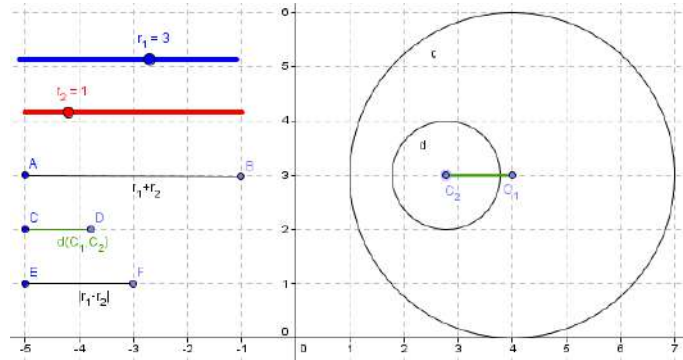 r₁ = 3
r₂ = 1
A B
r₁+r₂
C D
d(C₁,C₂)
E F
|r₁-r₂|
-5 -4 -3 -2 -1
c
d
C₂ C₁
6
5
4
3
2
1
0
0 1 2 3 4 5 6 7